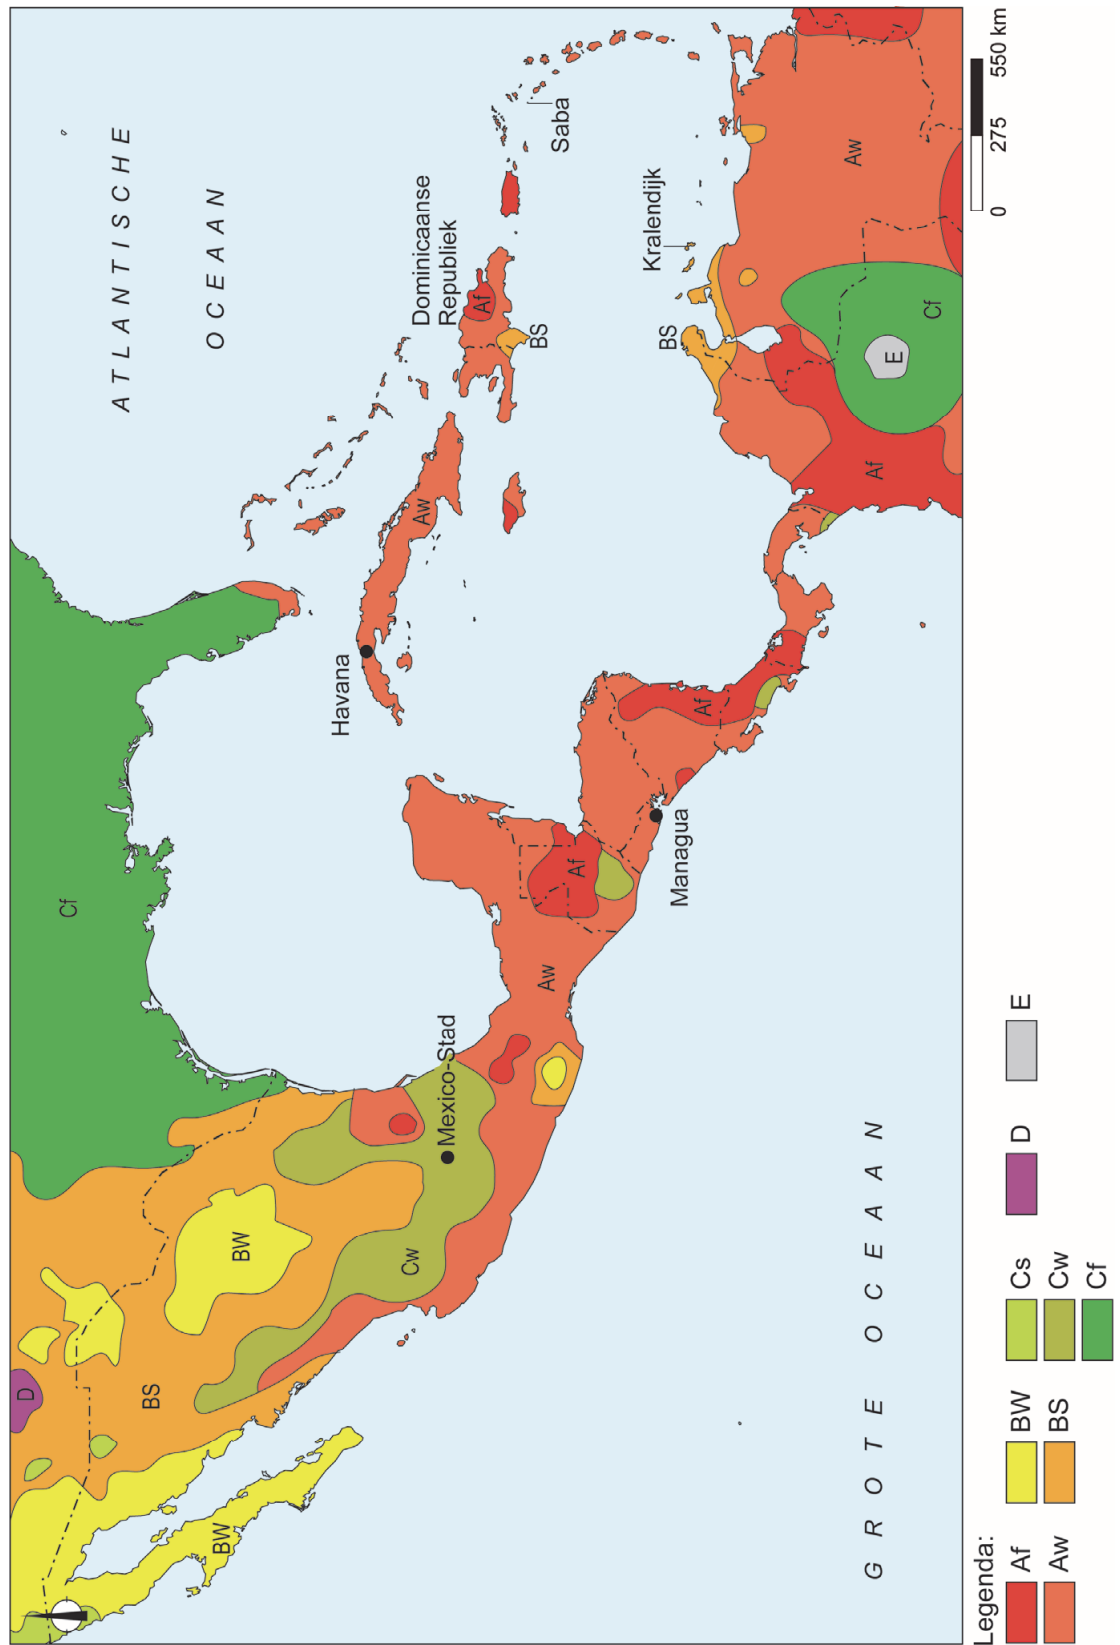 ATLANTISCHE
OCEAAN
Cf
D
BS
BW
BW
Cw
Mexico-Stad
Havana
Aw
Dominicaanse
Republiek
Af
BS
Saba
Aw
Af
Managua
Af
BS
Kralendijk
Aw
Af
E
Cf
GROTE OCEAAN
0 275 550 km
Legenda:
Af BW Cs D E
Aw BS Cw
Cf